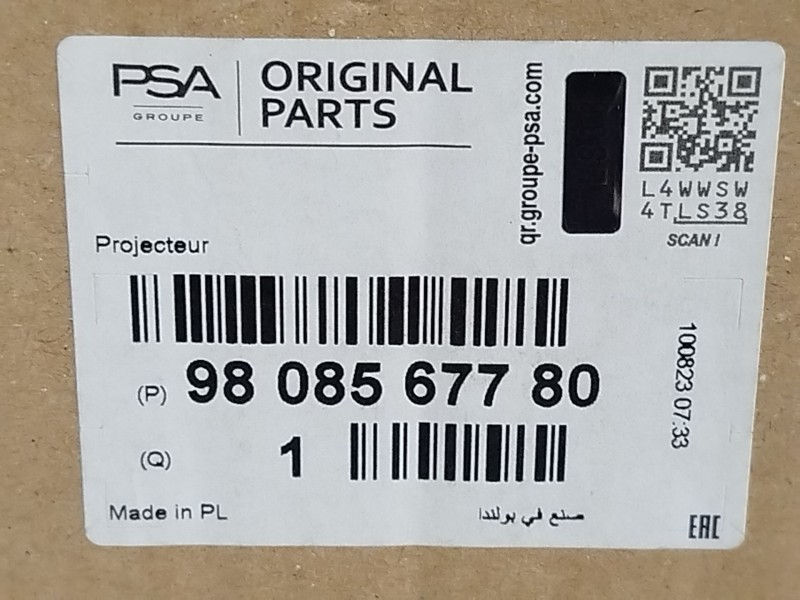 PSA
GROUPE
ORIGINAL
PARTS
qr.groupe-psa.com
L4WWSW
4TLS38
SCAN!
Projecteur
(P) 98 085 677 80
100823 07:33
(Q) 1
Made in PL
صنع في بولندا
EAC